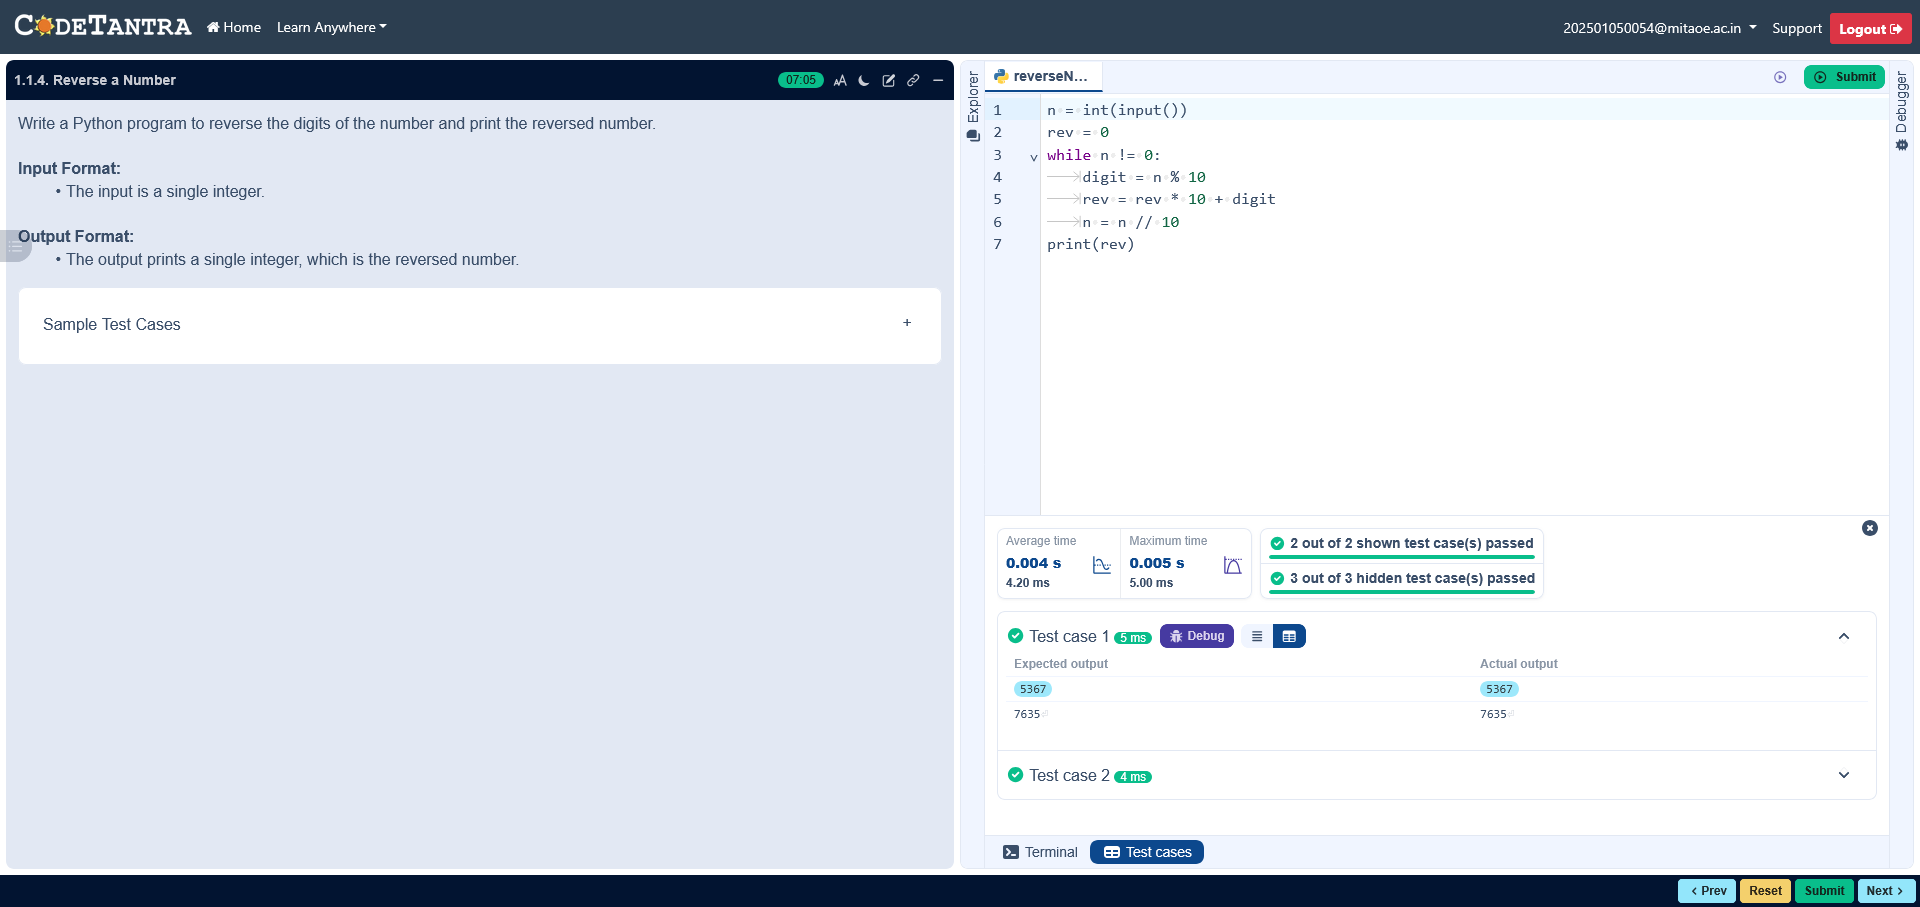 CODETANTRA Home Learn Anywhere 202501050054@mitaoe.ac.in Support Logout
1.1.4. Reverse a Number 07:05
Write a Python program to reverse the digits of the number and print the reversed number.
Input Format:
• The input is a single integer.
Output Format:
• The output prints a single integer, which is the reversed number.
Sample Test Cases +
Explorer
reverseN...
Submit
Debugger
1 n = int(input())
2 rev = 0
3 while n != 0:
4 digit = n % 10
5 rev = rev * 10 + digit
6 n = n // 10
7 print(rev)
Average time
0.004 s
4.20 ms
Maximum time
0.005 s
5.00 ms
2 out of 2 shown test case(s) passed
3 out of 3 hidden test case(s) passed
Test case 1 5 ms Debug
Expected output Actual output
5367 5367
7635 7635
Test case 2 4 ms
Terminal Test cases
< Prev Reset Submit Next >